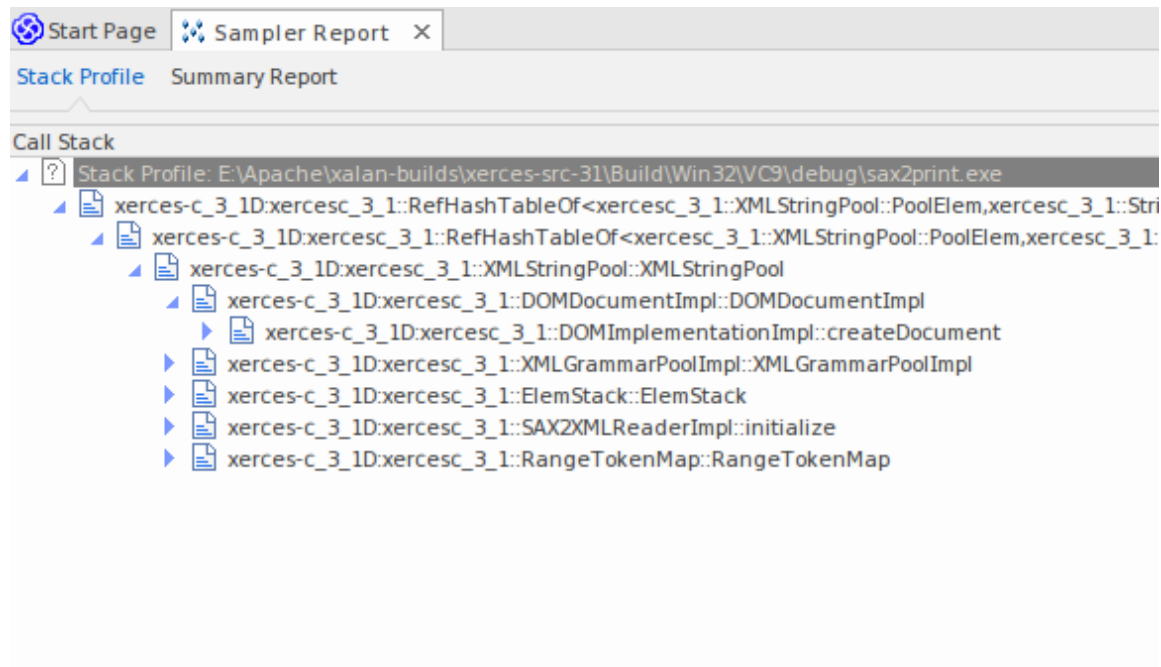 Start Page Sampler Report ×
Stack Profile Summary Report
Call Stack
Stack Profile: E:\Apache\xalan-builds\xerces-src-31\Build\Win32\VC9\debug\sax2print.exe
xerces-c_3_1D:xercesc_3_1::RefHashTableOf<xercesc_3_1::XMLStringPool::PoolElem,xercesc_3_1::Stri
xerces-c_3_1D:xercesc_3_1::RefHashTableOf<xercesc_3_1::XMLStringPool::PoolElem,xercesc_3_1:
xerces-c_3_1D:xercesc_3_1::XMLStringPool::XMLStringPool
xerces-c_3_1D:xercesc_3_1::DOMDocumentImpl::DOMDocumentImpl
xerces-c_3_1D:xercesc_3_1::DOMImplementationImpl::createDocument
xerces-c_3_1D:xercesc_3_1::XMLGrammarPoolImpl::XMLGrammarPoolImpl
xerces-c_3_1D:xercesc_3_1::ElemStack::ElemStack
xerces-c_3_1D:xercesc_3_1::SAX2XMLReaderImpl::initialize
xerces-c_3_1D:xercesc_3_1::RangeTokenMap::RangeTokenMap